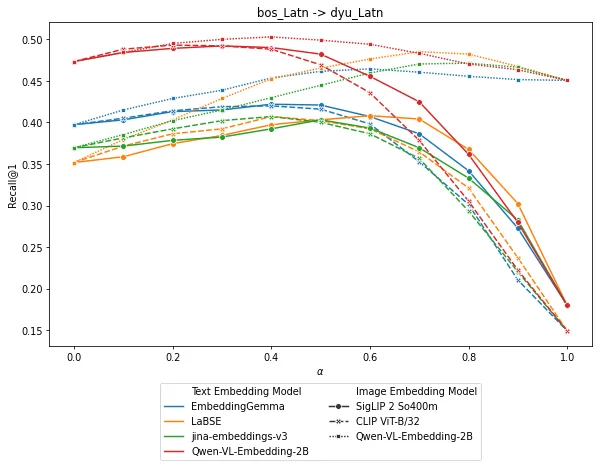 bos_Latn -> dyu_Latn
0.50
0.45
0.40
0.35
0.30
0.25
0.20
0.15
Recall@1
0.0 0.2 0.4 0.6 0.8 1.0
α
Text Embedding Model
EmbeddingGemma
LaBSE
jina-embeddings-v3
Qwen-VL-Embedding-2B
Image Embedding Model
SigLIP 2 So400m
CLIP ViT-B/32
Qwen-VL-Embedding-2B